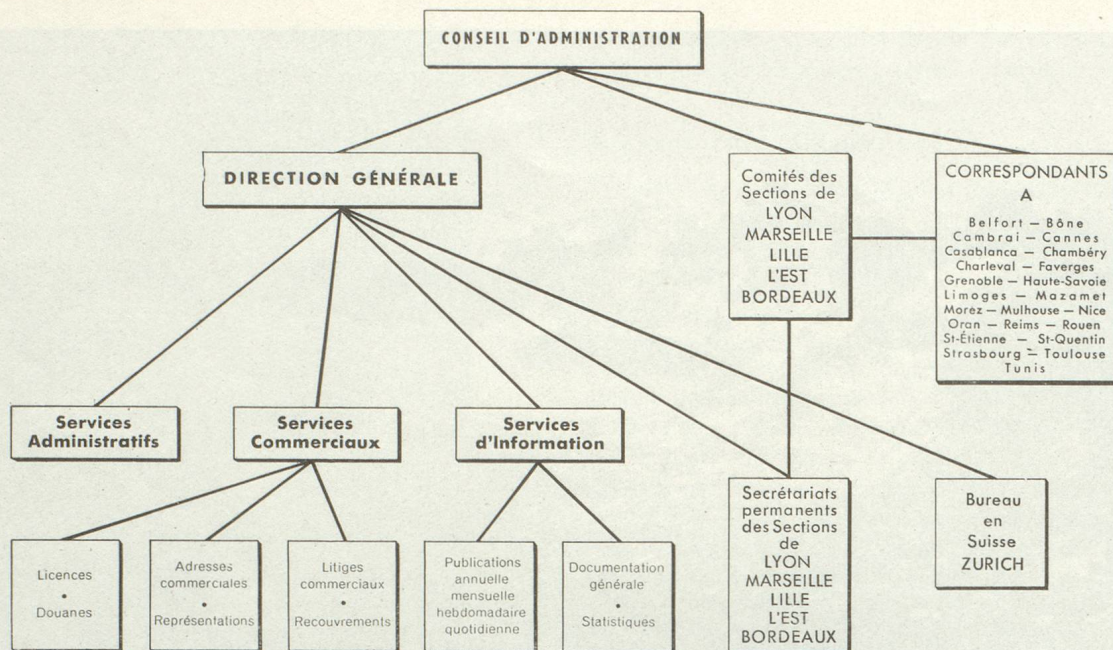 CONSEIL D'ADMINISTRATION
DIRECTION GÉNÉRALE
Comités des
Sections de
LYON
MARSEILLE
LILLE
L'EST
BORDEAUX
CORRESPONDANTS
A
Belfort — Bône
Cambrai — Cannes
Casablanca — Chambéry
Charleval — Faverges
Grenoble — Haute-Savoie
Limoges — Mazamet
Morez — Mulhouse — Nice
Oran — Reims — Rouen
St-Étienne — St-Quentin
Strasbourg — Toulouse
Tunis
Services
Administratifs
Services
Commerciaux
Services
d'Information
Licences
•
Douanes
Adresses
commerciales
•
Représentations
Litiges
commerciaux
•
Recouvrements
Publications
annuelle
mensuelle
hebdomadaire
quotidienne
Documentation
générale
•
Statistiques
Secrétariats
permanents
des Sections
de
LYON
MARSEILLE
LILLE
L'EST
BORDEAUX
Bureau
en
Suisse
ZURICH